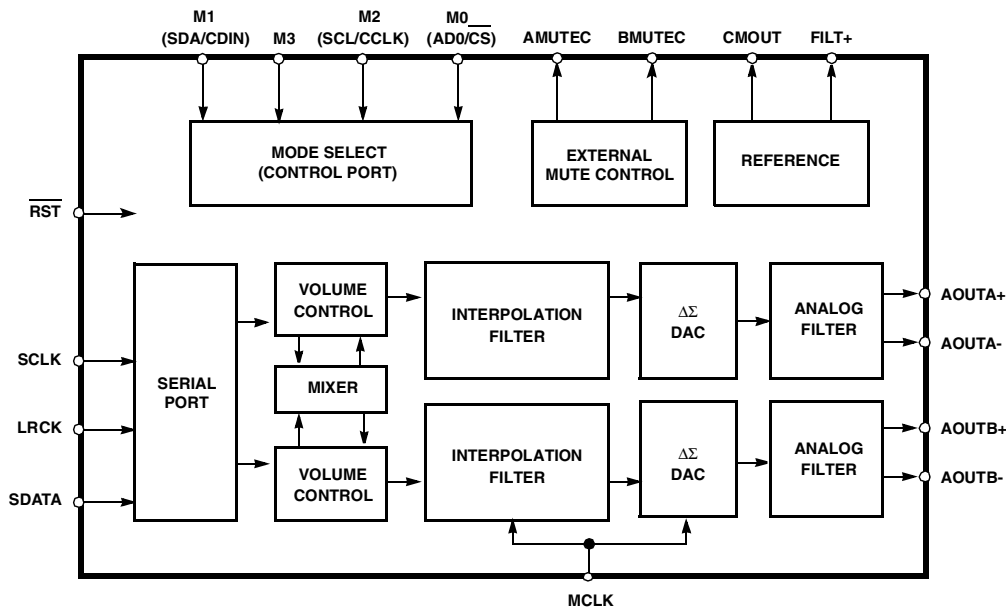 M1
(SDA/CDIN)
M3
M2
(SCL/CCLK)
M0
(AD0/CS)
AMUTEC
BMUTEC
CMOUT
FILT+
MODE SELECT
(CONTROL PORT)
EXTERNAL
MUTE CONTROL
REFERENCE
RST
SCLK
LRCK
SDATA
SERIAL
PORT
VOLUME
CONTROL
MIXER
VOLUME
CONTROL
INTERPOLATION
FILTER
ΔΣ
DAC
ANALOG
FILTER
AOUTA+
AOUTA-
INTERPOLATION
FILTER
ΔΣ
DAC
ANALOG
FILTER
AOUTB+
AOUTB-
MCLK